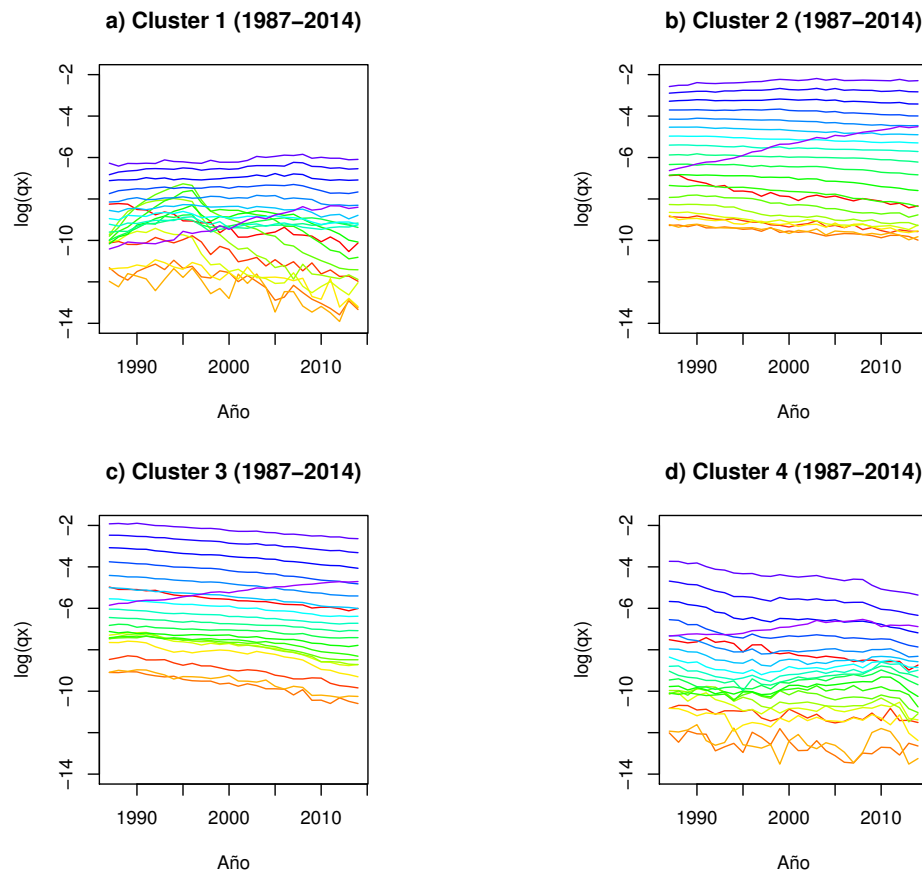 a) Cluster 1 (1987−2014)
log(qx)
−2
−4
−6
−10
−14
1990
2000
2010
Año
b) Cluster 2 (1987−2014)
log(qx)
−2
−4
−6
−10
−14
1990
2000
2010
Año
c) Cluster 3 (1987−2014)
log(qx)
−2
−4
−6
−10
−14
1990
2000
2010
Año
d) Cluster 4 (1987−2014)
log(qx)
−2
−4
−6
−10
−14
1990
2000
2010
Año